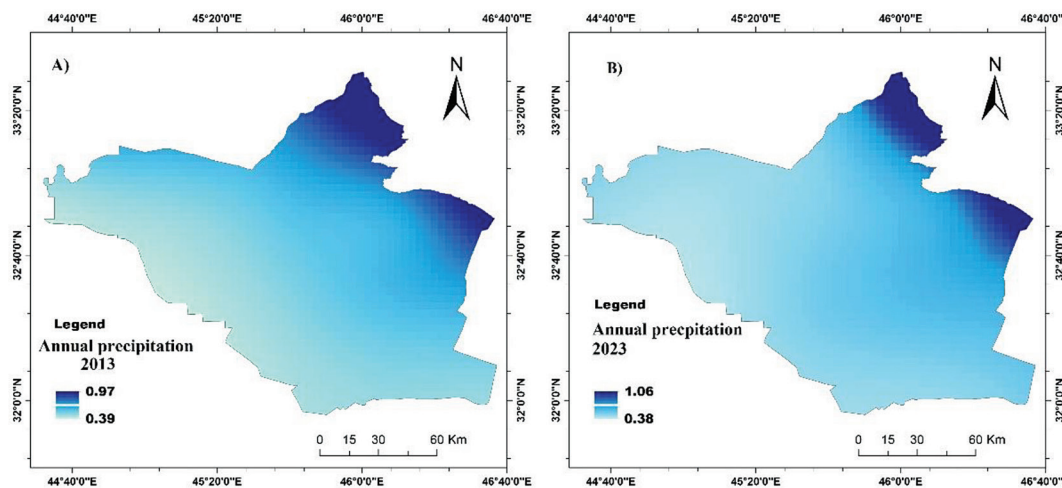 44°40'0"E 45°20'0"E 46°0'0"E 46°40'0"E
A)
N
33°20'0"N
32°40'0"N
32°0'0"N
Legend
Annual precipitation
2013
0.97
0.39
0 15 30 60 Km
44°40'0"E 45°20'0"E 46°0'0"E 46°40'0"E
44°40'0"E 45°20'0"E 46°0'0"E 46°40'0"E
B)
N
33°20'0"N
32°40'0"N
32°0'0"N
33°20'0"N
32°40'0"N
32°0'0"N
Legend
Annual precpitation
2023
1.06
0.38
0 15 30 60 Km
44°40'0"E 45°20'0"E 46°0'0"E 46°40'0"E